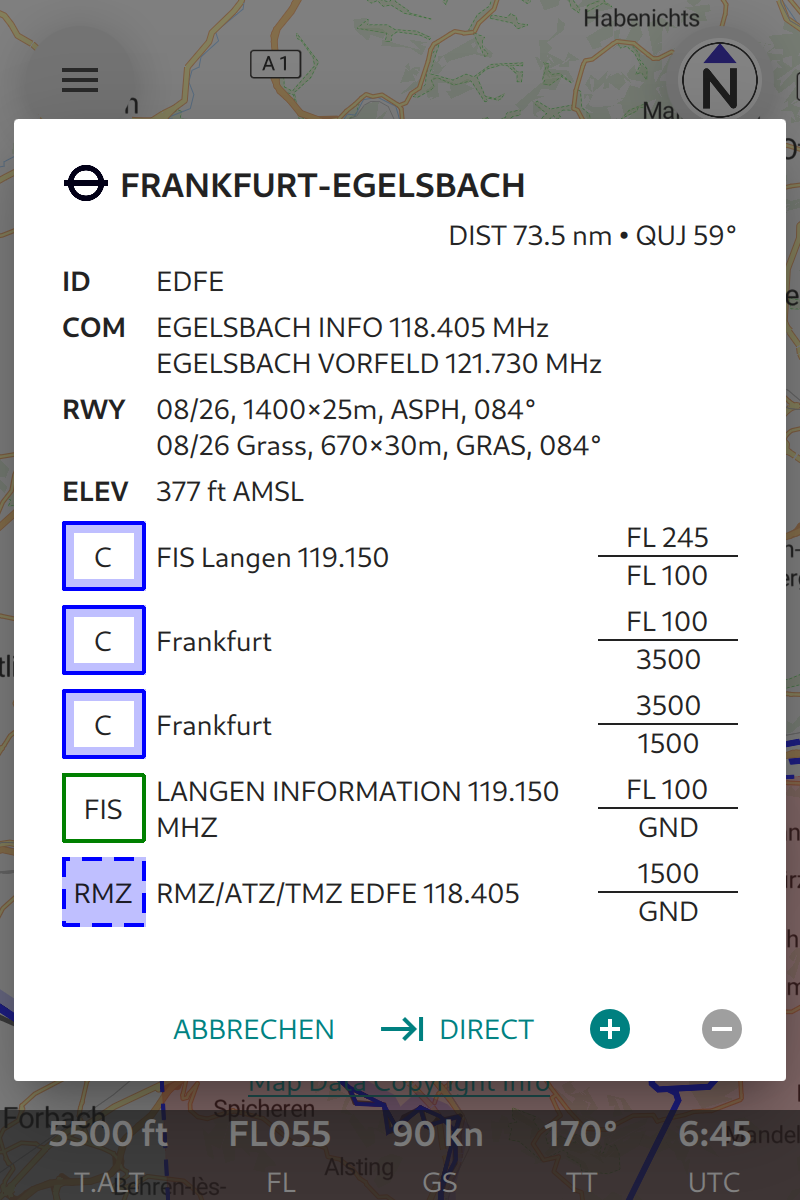 Habenichts
A 1
N
FRANKFURT-EGELSBACH
DIST 73.5 nm • QUJ 59°
ID EDFE
COM EGELSBACH INFO 118.405 MHz
EGELSBACH VORFELD 121.730 MHz
RWY 08/26, 1400×25m, ASPH, 084°
08/26 Grass, 670×30m, GRAS, 084°
ELEV 377 ft AMSL
C FIS Langen 119.150 FL 245
FL 100
C Frankfurt FL 100
3500
C Frankfurt 3500
1500
FIS LANGEN INFORMATION 119.150 MHZ FL 100
GND
RMZ RMZ/ATZ/TMZ EDFE 118.405 1500
GND
ABBRECHEN DIRECT
Map Data Copyright Info
Forbach
Spicheren
5500 ft FL055 90 kn 170° 6:45
Alsting
T.ALT FL GS TT UTC